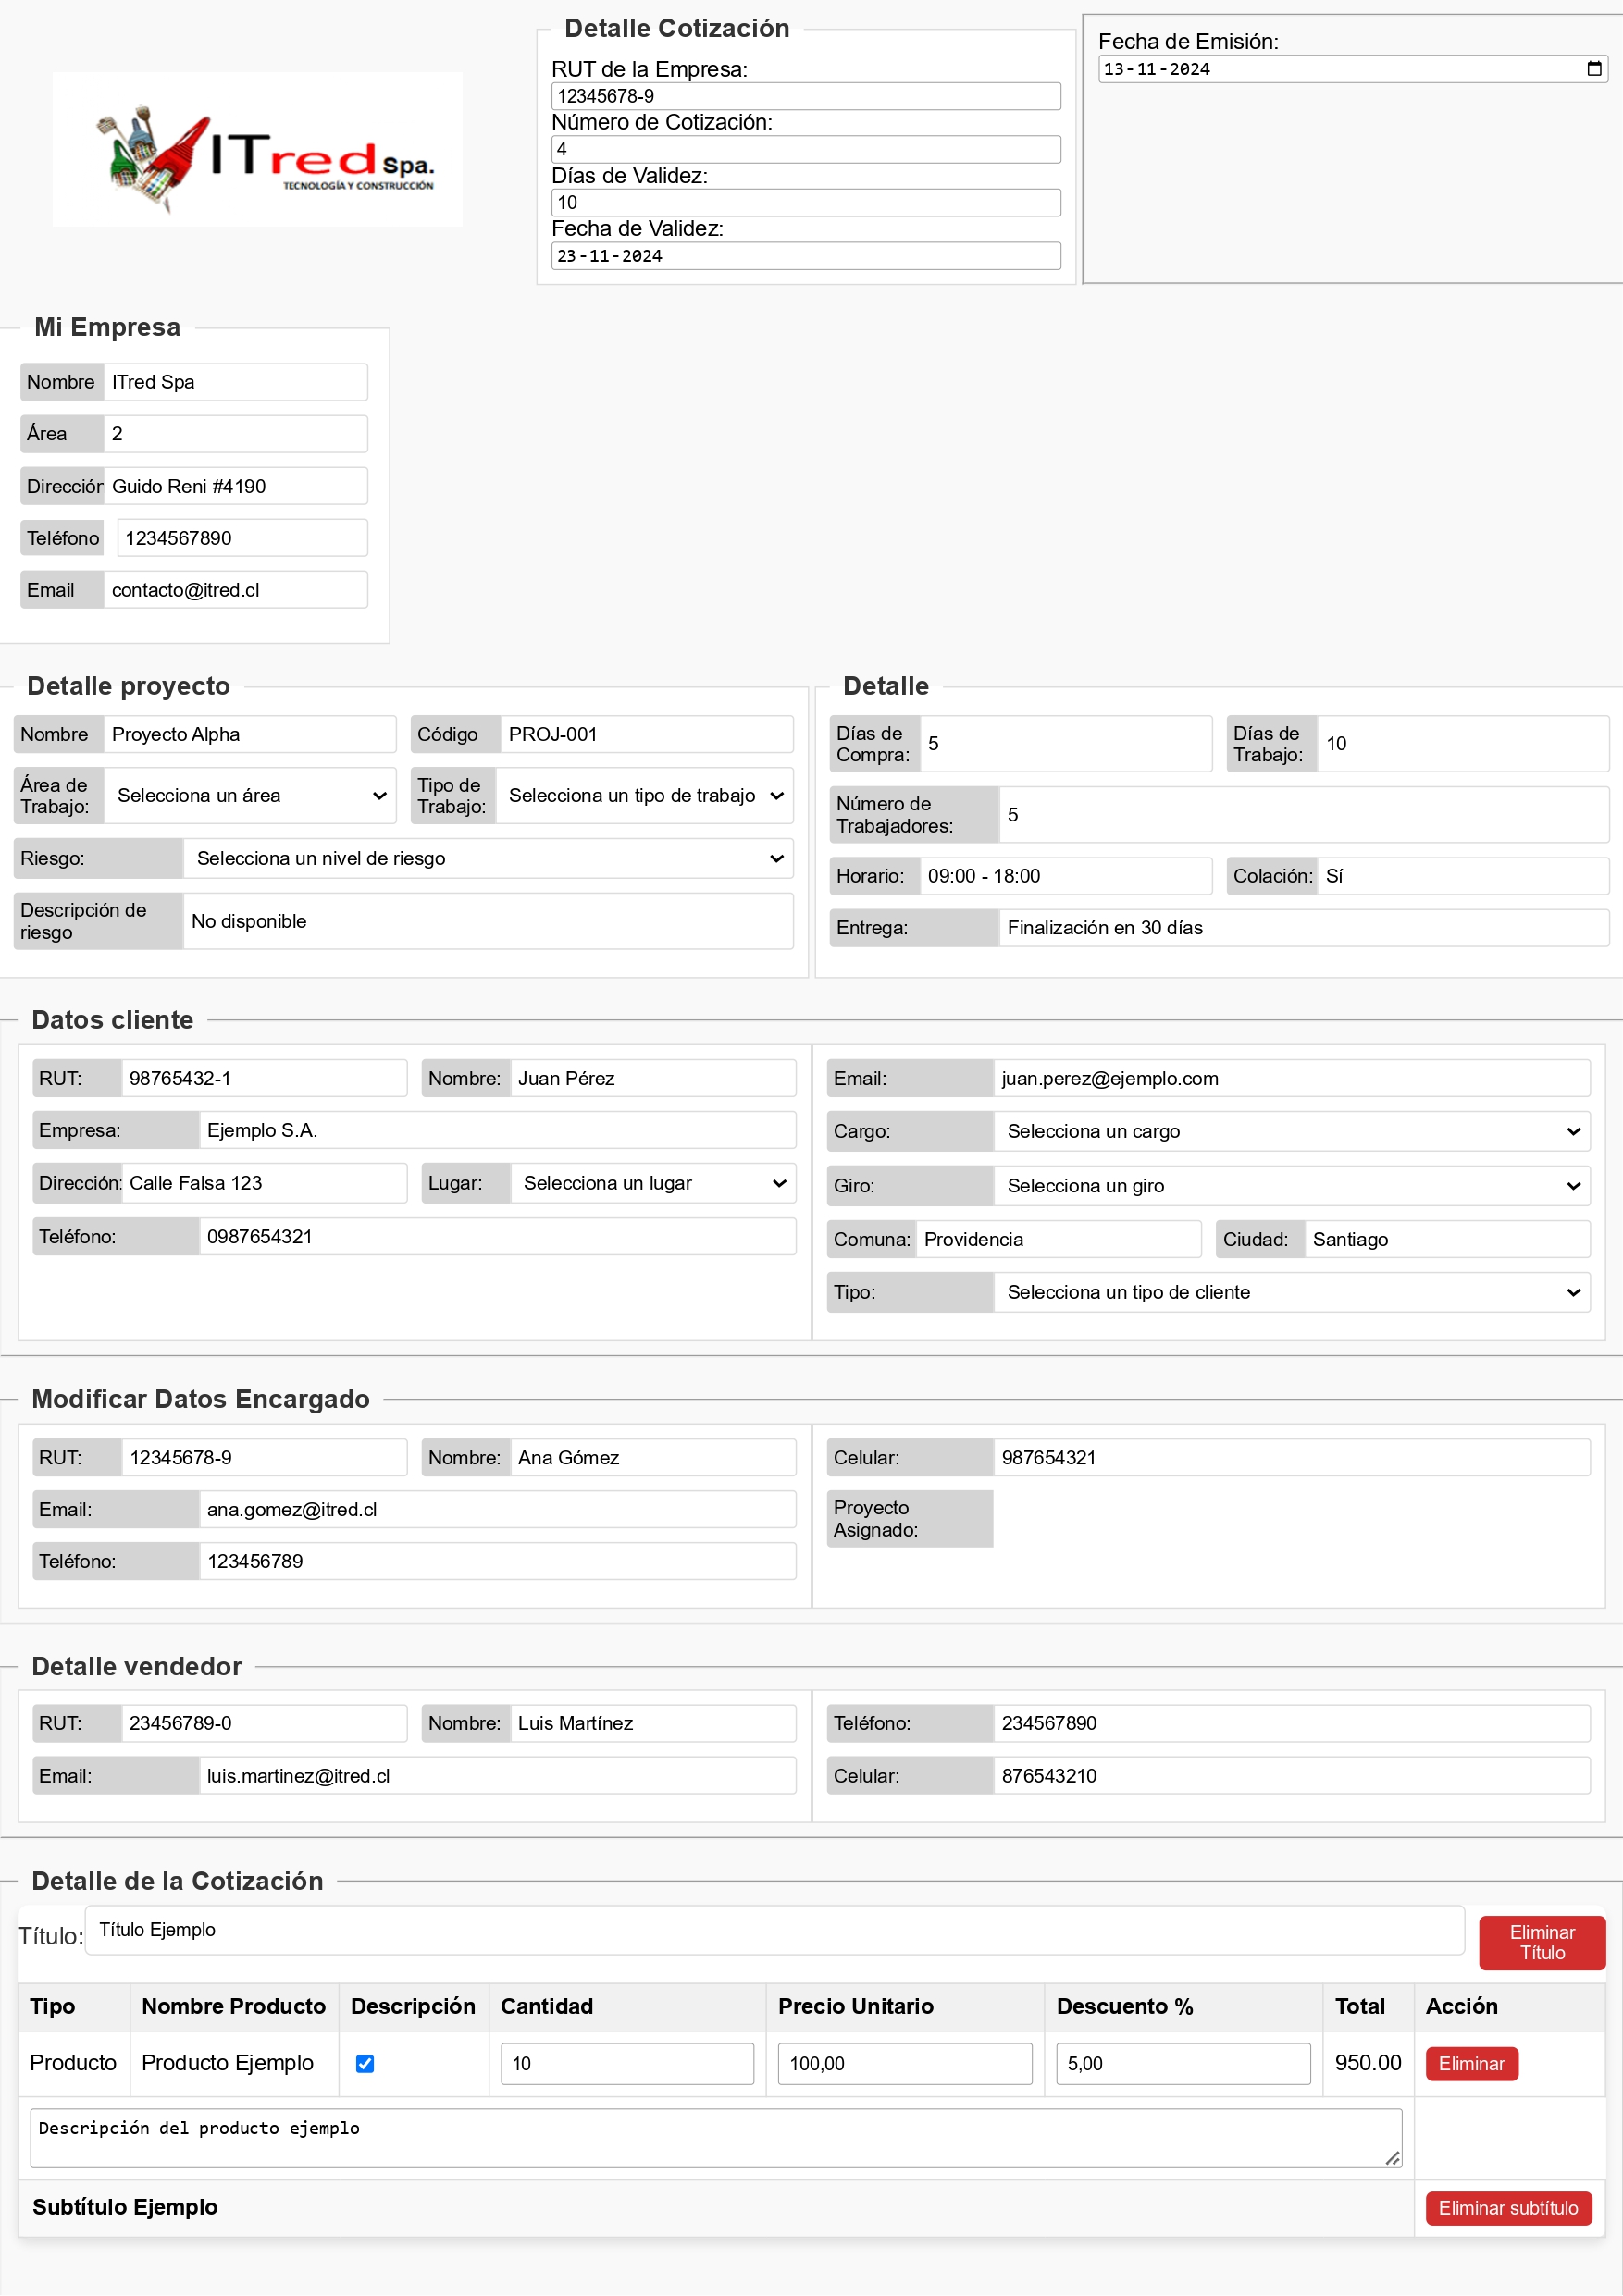 ITred Spa.
TECNOLOGÍA Y CONSTRUCCIÓN
Detalle Cotización
RUT de la Empresa:
12345678-9
Número de Cotización:
4
Días de Validez:
10
Fecha de Validez:
23-11-2024
Fecha de Emisión:
13-11-2024
Mi Empresa
Nombre ITred Spa
Área 2
Dirección Guido Reni #4190
Teléfono 1234567890
Email contacto@itred.cl
Detalle proyecto
Nombre Proyecto Alpha Código PROJ-001
Área de Trabajo: Selecciona un área Tipo de Trabajo: Selecciona un tipo de trabajo
Riesgo: Selecciona un nivel de riesgo
Descripción de riesgo No disponible
Detalle
Días de Compra: 5 Días de Trabajo: 10
Número de Trabajadores: 5
Horario: 09:00 - 18:00 Colación: Sí
Entrega: Finalización en 30 días
Datos cliente
RUT: 98765432-1 Nombre: Juan Pérez
Empresa: Ejemplo S.A.
Dirección: Calle Falsa 123 Lugar: Selecciona un lugar
Teléfono: 0987654321
Email: juan.perez@ejemplo.com
Cargo: Selecciona un cargo
Giro: Selecciona un giro
Comuna: Providencia Ciudad: Santiago
Tipo: Selecciona un tipo de cliente
Modificar Datos Encargado
RUT: 12345678-9 Nombre: Ana Gómez
Email: ana.gomez@itred.cl
Teléfono: 123456789
Celular: 987654321
Proyecto Asignado:
Detalle vendedor
RUT: 23456789-0 Nombre: Luis Martínez
Email: luis.martinez@itred.cl
Teléfono: 234567890
Celular: 876543210
Detalle de la Cotización
Título: Título Ejemplo Eliminar Título
Tipo Nombre Producto Descripción Cantidad Precio Unitario Descuento % Total Acción
Producto Producto Ejemplo 10 100,00 5,00 950.00 Eliminar
Descripción del producto ejemplo
Subtítulo Ejemplo Eliminar subtítulo